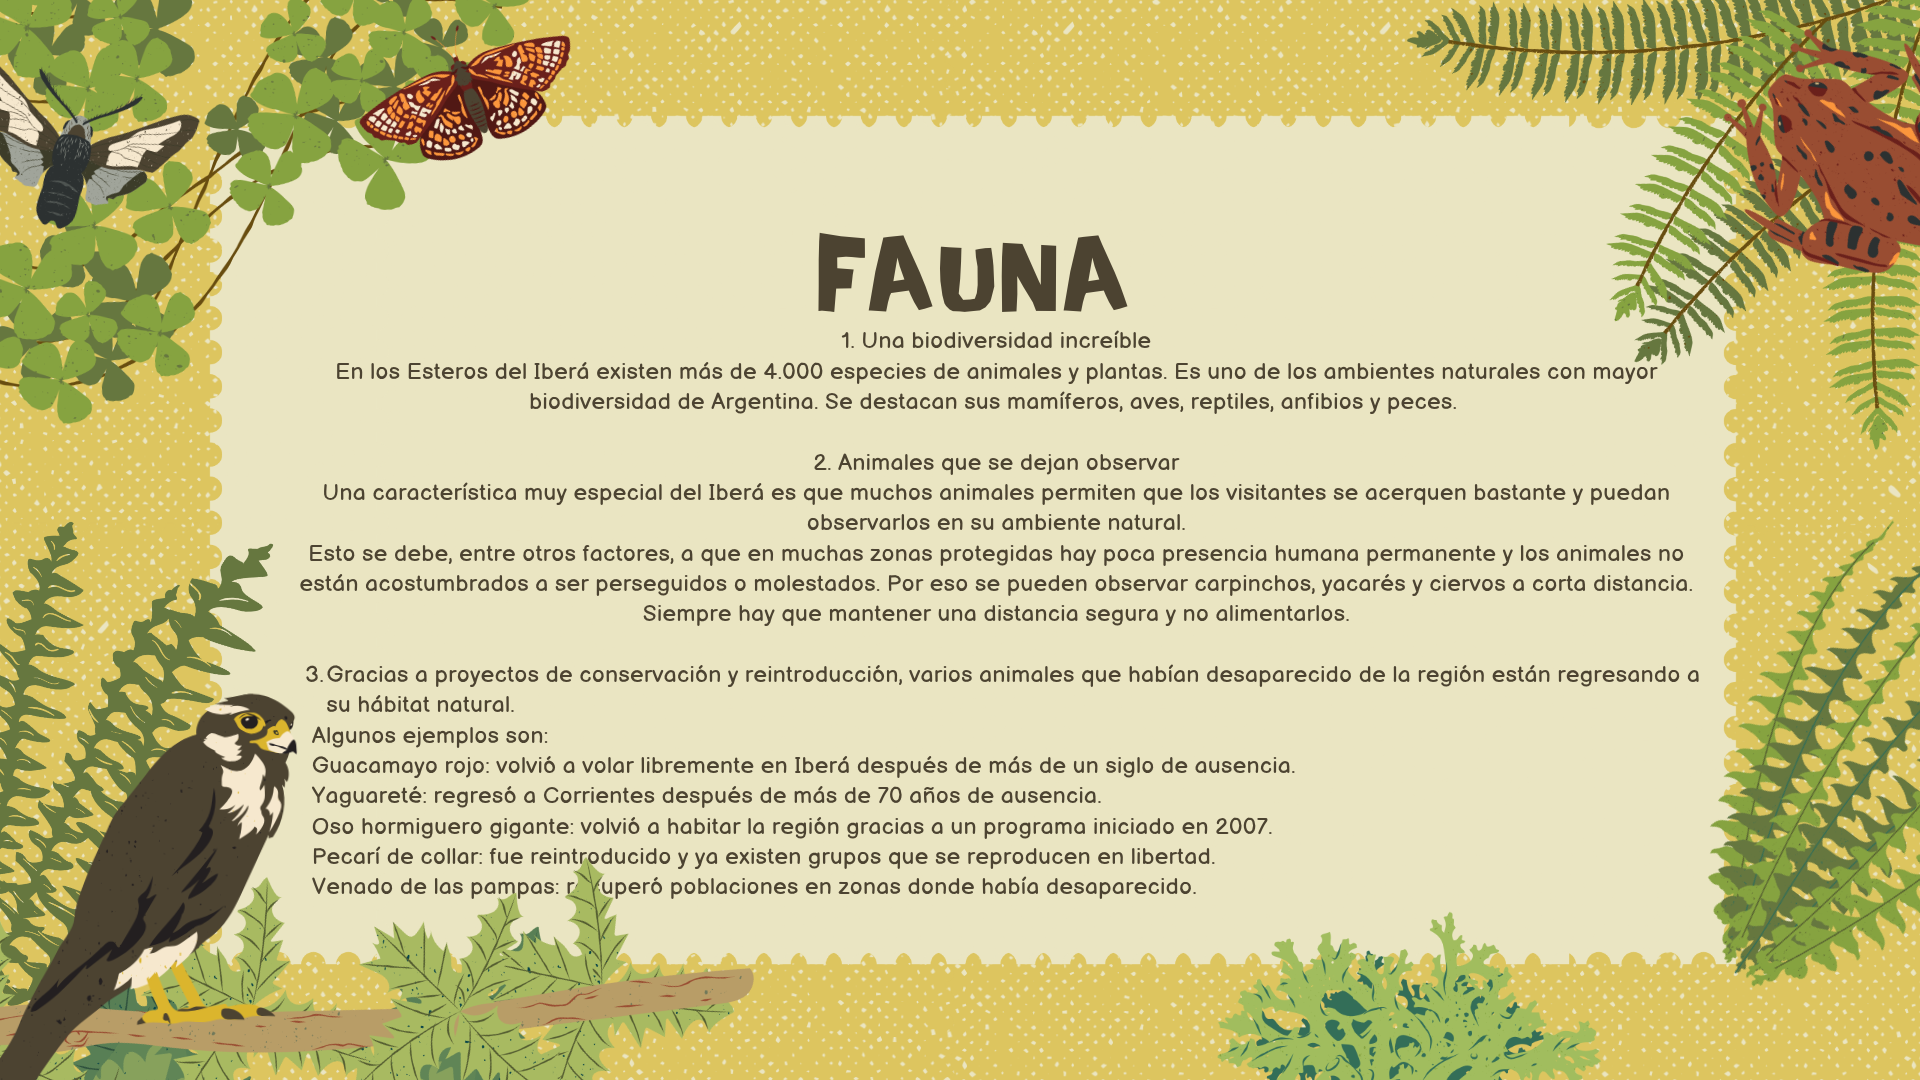 FAUNA
1. Una biodiversidad increíble
En los Esteros del Iberá existen más de 4.000 especies de animales y plantas. Es uno de los ambientes naturales con mayor
biodiversidad de Argentina. Se destacan sus mamíferos, aves, reptiles, anfibios y peces.
2. Animales que se dejan observar
Una característica muy especial del Iberá es que muchos animales permiten que los visitantes se acerquen bastante y puedan
observarlos en su ambiente natural.
Esto se debe, entre otros factores, a que en muchas zonas protegidas hay poca presencia humana permanente y los animales no
están acostumbrados a ser perseguidos o molestados. Por eso se pueden observar carpinchos, yacarés y ciervos a corta distancia.
Siempre hay que mantener una distancia segura y no alimentarlos.
3. Gracias a proyectos de conservación y reintroducción, varios animales que habían desaparecido de la región están regresando a
su hábitat natural.
Algunos ejemplos son:
Guacamayo rojo: volvió a volar libremente en Iberá después de más de un siglo de ausencia.
Yaguareté: regresó a Corrientes después de más de 70 años de ausencia.
Oso hormiguero gigante: volvió a habitar la región gracias a un programa iniciado en 2007.
Pecarí de collar: fue reintroducido y ya existen grupos que se reproducen en libertad.
Venado de las pampas: recuperó poblaciones en zonas donde había desaparecido.